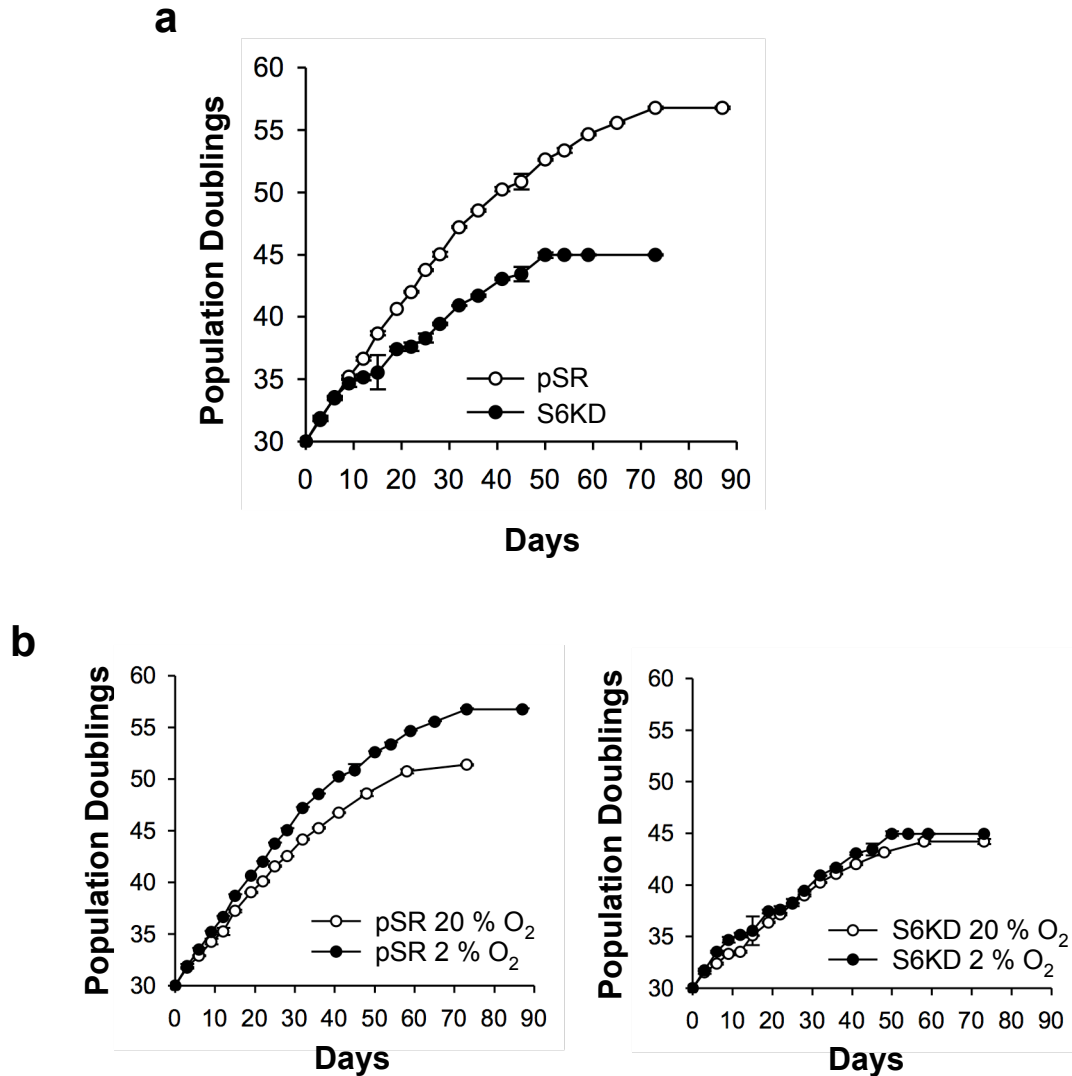 a
Population Doublings
60
55
50
45
40
35
30
pSR
S6KD
0 10 20 30 40 50 60 70 80 90
Days
b
Population Doublings
60
55
50
45
40
35
30
pSR 20 % O₂
pSR 2 % O₂
0 10 20 30 40 50 60 70 80 90
Days
Population Doublings
60
55
50
45
40
35
30
S6KD 20 % O₂
S6KD 2 % O₂
0 10 20 30 40 50 60 70 80 90
Days